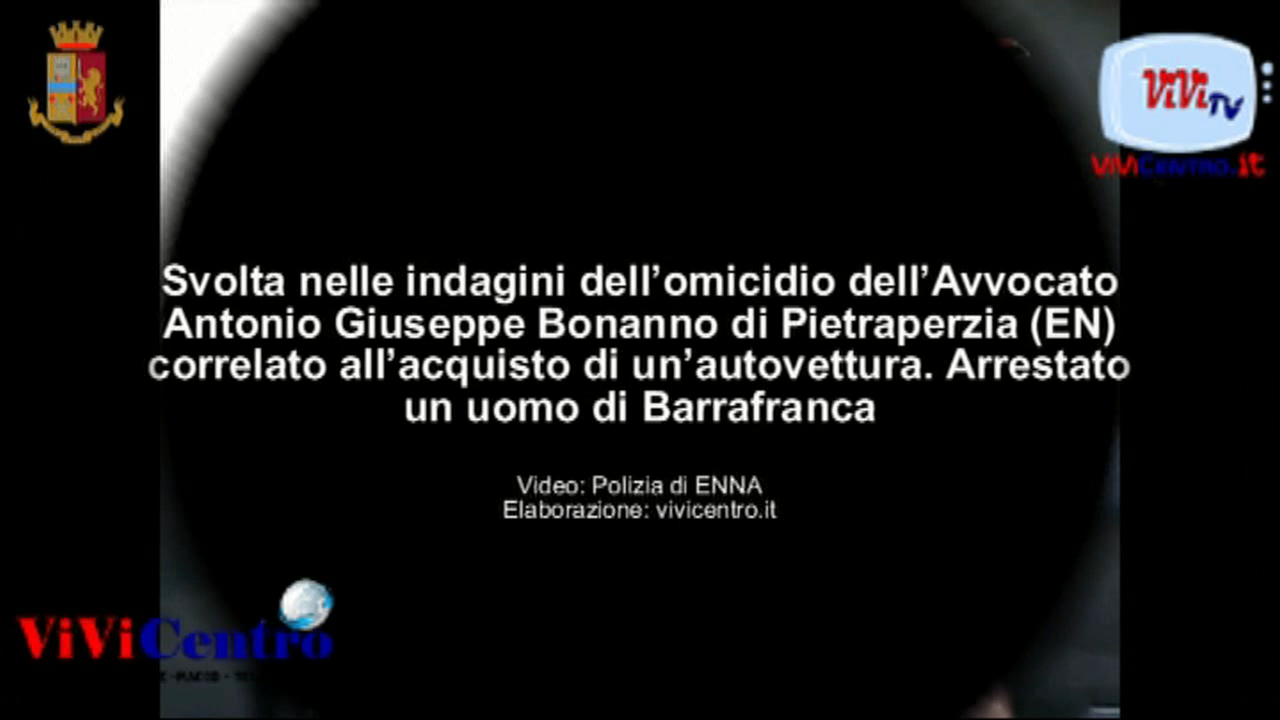 ViVi TV
ViViCentro.it
Svolta nelle indagini dell’omicidio dell’Avvocato
Antonio Giuseppe Bonanno di Pietraperzia (EN)
correlato all’acquisto di un’autovettura. Arrestato
un uomo di Barrafranca
Video: Polizia di ENNA
Elaborazione: vivicentro.it
ViViCentro